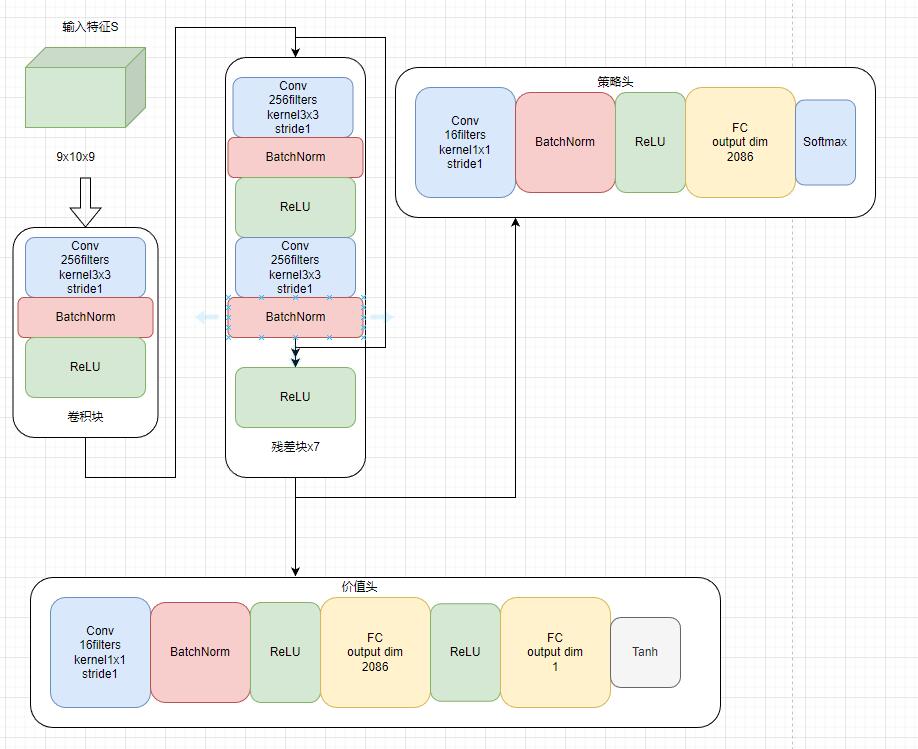 输入特征S
9x10x9
Conv
256filters
kernel3x3
stride1
BatchNorm
ReLU
卷积块
Conv
256filters
kernel3x3
stride1
BatchNorm
ReLU
Conv
256filters
kernel3x3
stride1
BatchNorm
ReLU
残差块x7
策略头
Conv
16filters
kernel1x1
stride1
BatchNorm
ReLU
FC
output dim
2086
Softmax
价值头
Conv
16filters
kernel1x1
stride1
BatchNorm
ReLU
FC
output dim
2086
ReLU
FC
output dim
1
Tanh